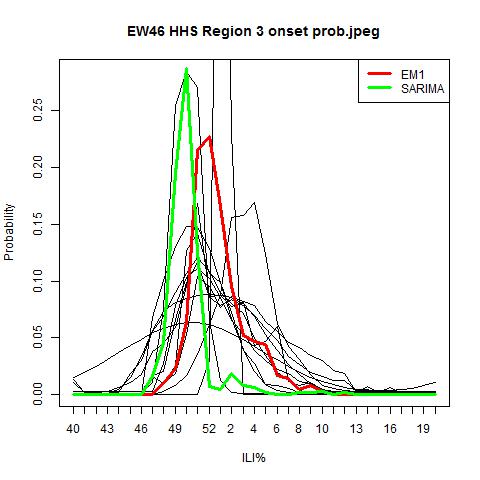 EW46 HHS Region 3 onset prob.jpeg
EM1
SARIMA
Probability
0.25
0.20
0.15
0.10
0.05
0.00
40 43 46 49 52 2 4 6 8 10 13 16 19
ILI%